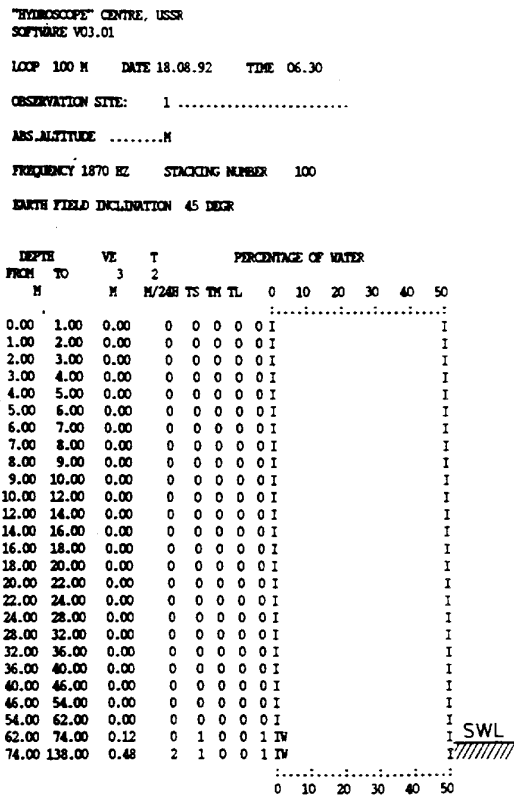 "HYDROSCOPE" CENTRE, USSR
SOFTWARE V03.01
LOOP 100 M DATE 18.08.92 TIME 06.30
OBSERVATION SITE: 1 .........................
ABS.ALTITUDE ........M
FREQUENCY 1870 HZ STACKING NUMBER 100
EARTH FIELD INCLINATION 45 DEGR
DEPTH VE T PERCENTAGE OF WATER
FROM TO 3 2
M M M/24H TS TM TL 0 10 20 30 40 50
:....:....:....:....:....:....:....:....:....:....:
0.00 1.00 0.00 0 0 0 0 0 I I
1.00 2.00 0.00 0 0 0 0 0 I I
2.00 3.00 0.00 0 0 0 0 0 I I
3.00 4.00 0.00 0 0 0 0 0 I I
4.00 5.00 0.00 0 0 0 0 0 I I
5.00 6.00 0.00 0 0 0 0 0 I I
6.00 7.00 0.00 0 0 0 0 0 I I
7.00 8.00 0.00 0 0 0 0 0 I I
8.00 9.00 0.00 0 0 0 0 0 I I
9.00 10.00 0.00 0 0 0 0 0 I I
10.00 12.00 0.00 0 0 0 0 0 I I
12.00 14.00 0.00 0 0 0 0 0 I I
14.00 16.00 0.00 0 0 0 0 0 I I
16.00 18.00 0.00 0 0 0 0 0 I I
18.00 20.00 0.00 0 0 0 0 0 I I
20.00 22.00 0.00 0 0 0 0 0 I I
22.00 24.00 0.00 0 0 0 0 0 I I
24.00 28.00 0.00 0 0 0 0 0 I I
28.00 32.00 0.00 0 0 0 0 0 I I
32.00 36.00 0.00 0 0 0 0 0 I I
36.00 40.00 0.00 0 0 0 0 0 I I
40.00 46.00 0.00 0 0 0 0 0 I I
46.00 54.00 0.00 0 0 0 0 0 I I
54.00 62.00 0.00 0 0 0 0 0 I I
62.00 74.00 0.12 0 1 0 0 1 IW I SWL
74.00 138.00 0.48 2 1 0 0 1 IW I
:....:....:....:....:....:....:....:....:....:....:
0 10 20 30 40 50